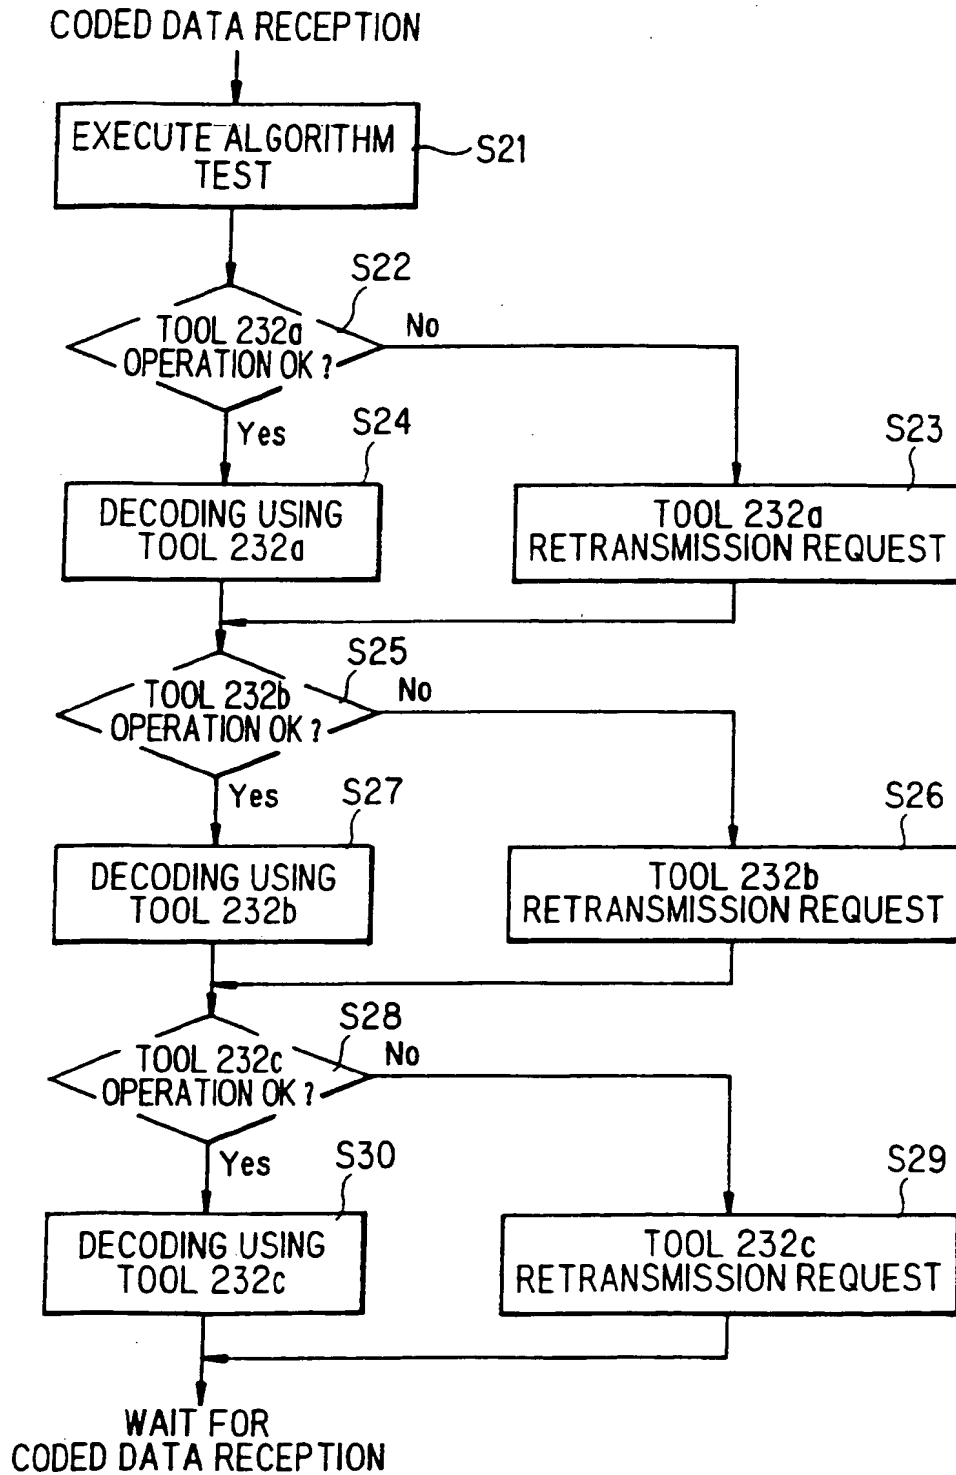 CODED DATA RECEPTION
EXECUTE ALGORITHM
TEST
S21
S22
TOOL 232a
OPERATION OK ?
No
Yes
S24
S23
DECODING USING
TOOL 232a
TOOL 232a
RETRANSMISSION REQUEST
S25
TOOL 232b
OPERATION OK ?
No
Yes
S27
S26
DECODING USING
TOOL 232b
TOOL 232b
RETRANSMISSION REQUEST
S28
TOOL 232c
OPERATION OK ?
No
Yes
S30
S29
DECODING USING
TOOL 232c
TOOL 232c
RETRANSMISSION REQUEST
WAIT FOR
CODED DATA RECEPTION